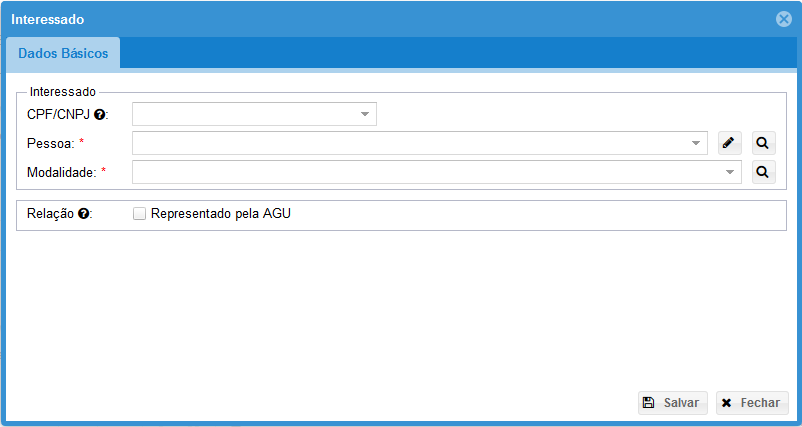 Interessado
Dados Básicos
Interessado
CPF/CNPJ ?:
Pessoa: *
Modalidade: *
Relação ?: Representado pela AGU
Salvar Fechar